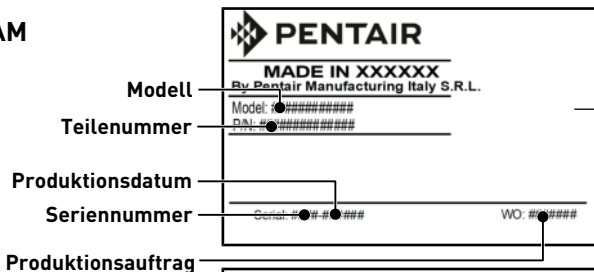 AM
PENTAIR
MADE IN XXXXXX
By Pentair Manufacturing Italy S.R.L.
Modell
Model: ############
Teilenummer
P/N: #############
Produktionsdatum
Seriennummer
Serial: ####-######
WO: #######
Produktionsauftrag